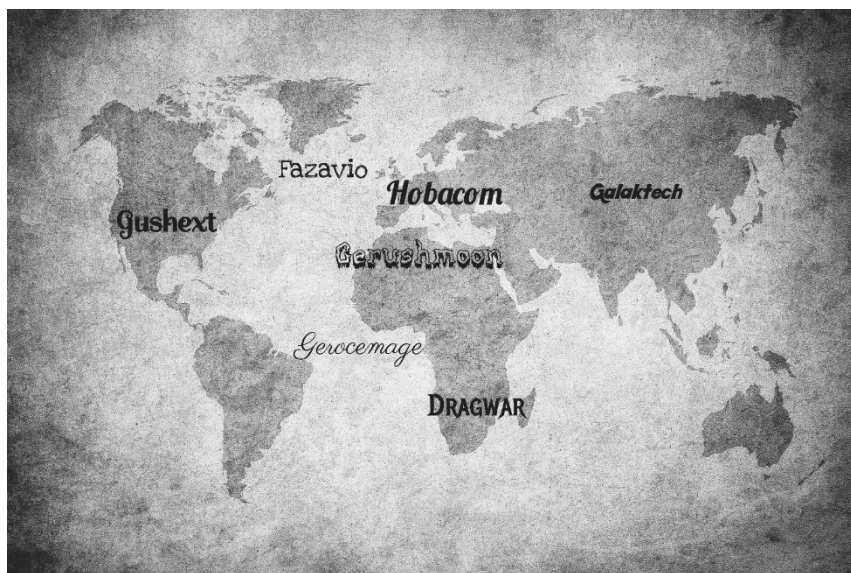 Fazavio
Hobacom
Galaktech
Gushext
Gerushmoon
Gerocemage
Dragwar